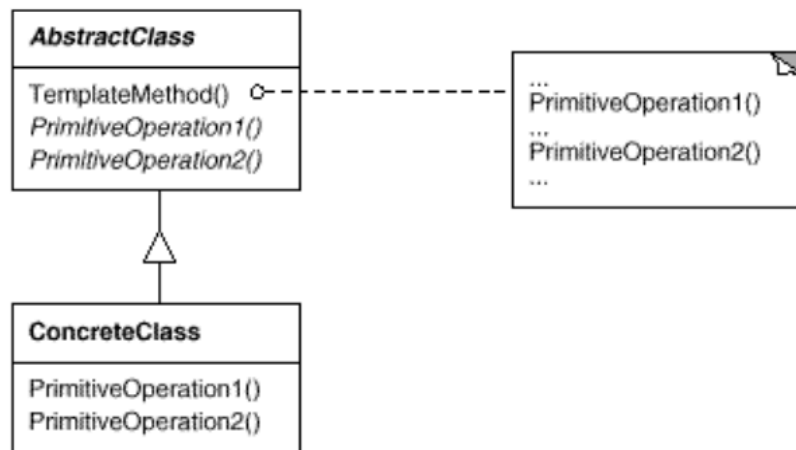 AbstractClass
TemplateMethod()
PrimitiveOperation1()
PrimitiveOperation2()
...
PrimitiveOperation1()
...
PrimitiveOperation2()
...
ConcreteClass
PrimitiveOperation1()
PrimitiveOperation2()